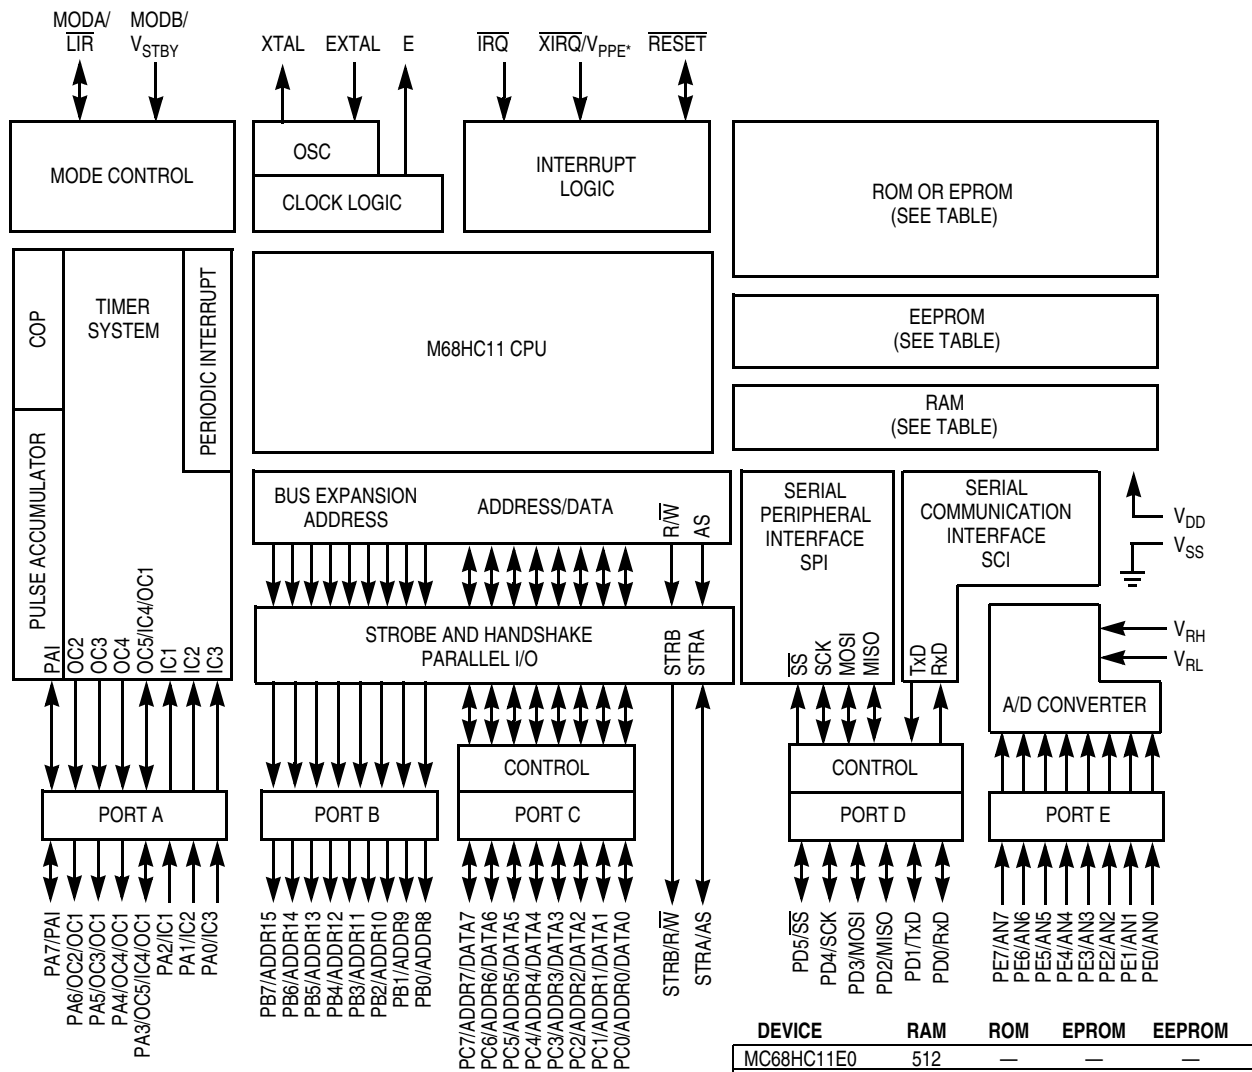 MODA/ MODB/
LIR VSTBY XTAL EXTAL E IRQ XIRQ/VPPE* RESET
MODE CONTROL
OSC
CLOCK LOGIC
INTERRUPT
LOGIC
ROM OR EPROM
(SEE TABLE)
COP
TIMER
SYSTEM
PERIODIC INTERRUPT
M68HC11 CPU
EEPROM
(SEE TABLE)
RAM
(SEE TABLE)
PULSE ACCUMULATOR
BUS EXPANSION
ADDRESS
ADDRESS/DATA
R/W
AS
SERIAL
PERIPHERAL
INTERFACE
SPI
SERIAL
COMMUNICATION
INTERFACE
SCI
VDD
VSS
PAI
OC2
OC3
OC4
OC5/IC4/OC1
IC1
IC2
IC3
STROBE AND HANDSHAKE
PARALLEL I/O
STRB
STRA
SS
SCK
MOSI
MISO
TxD
RxD
VRH
VRL
A/D CONVERTER
CONTROL
CONTROL
PORT A
PORT B
PORT C
PORT D
PORT E
PA7/PAI
PA6/OC2/OC1
PA5/OC3/OC1
PA4/OC4/OC1
PA3/OC5/IC4/OC1
PA2/IC1
PA1/IC2
PA0/IC3
PB7/ADDR15
PB6/ADDR14
PB5/ADDR13
PB4/ADDR12
PB3/ADDR11
PB2/ADDR10
PB1/ADDR9
PB0/ADDR8
PC7/ADDR7/DATA7
PC6/ADDR6/DATA6
PC5/ADDR5/DATA5
PC4/ADDR4/DATA4
PC3/ADDR3/DATA3
PC2/ADDR2/DATA2
PC1/ADDR1/DATA1
PC0/ADDR0/DATA0
STRB/R/W
STRA/AS
PD5/SS
PD4/SCK
PD3/MOSI
PD2/MISO
PD1/TxD
PD0/RxD
PE7/AN7
PE6/AN6
PE5/AN5
PE4/AN4
PE3/AN3
PE2/AN2
PE1/AN1
PE0/AN0
DEVICE RAM ROM EPROM EEPROM
MC68HC11E0 512 — — —